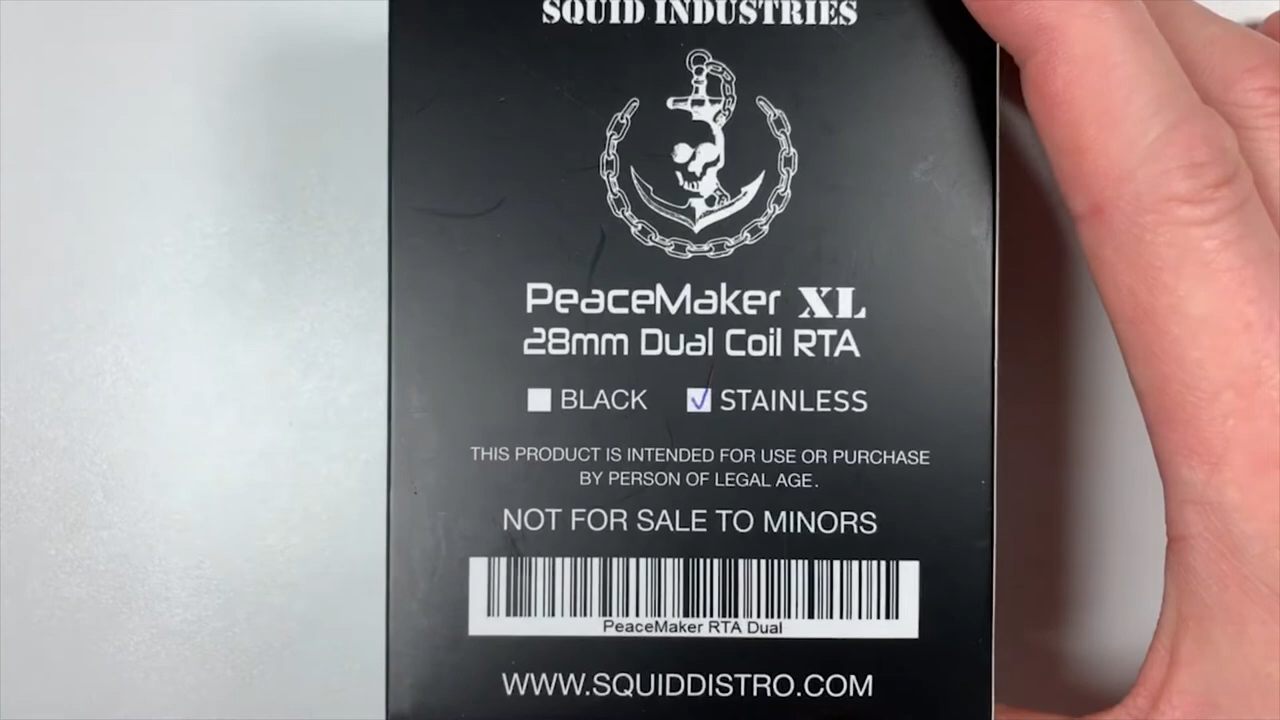 SQUID INDUSTRIES
PeaceMaker XL
28mm Dual Coil RTA
BLACK STAINLESS
THIS PRODUCT IS INTENDED FOR USE OR PURCHASE
BY PERSON OF LEGAL AGE.
NOT FOR SALE TO MINORS
PeaceMaker RTA Dual
WWW.SQUIDDISTRO.COM